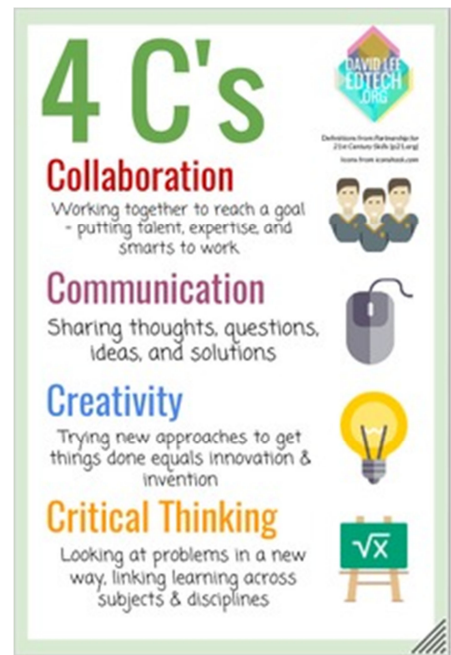 4 C's
DAVID LEE
EDTECH
.ORG
Definitions from Partnership for
21st Century Skills (p21.org)
Icons from iconshock.com
Collaboration
Working together to reach a goal
- putting talent, expertise, and
smarts to work
Communication
Sharing thoughts, questions,
ideas, and solutions
Creativity
Trying new approaches to get
things done equals innovation &
invention
Critical Thinking
Looking at problems in a new
way, linking learning across
subjects & disciplines
√x